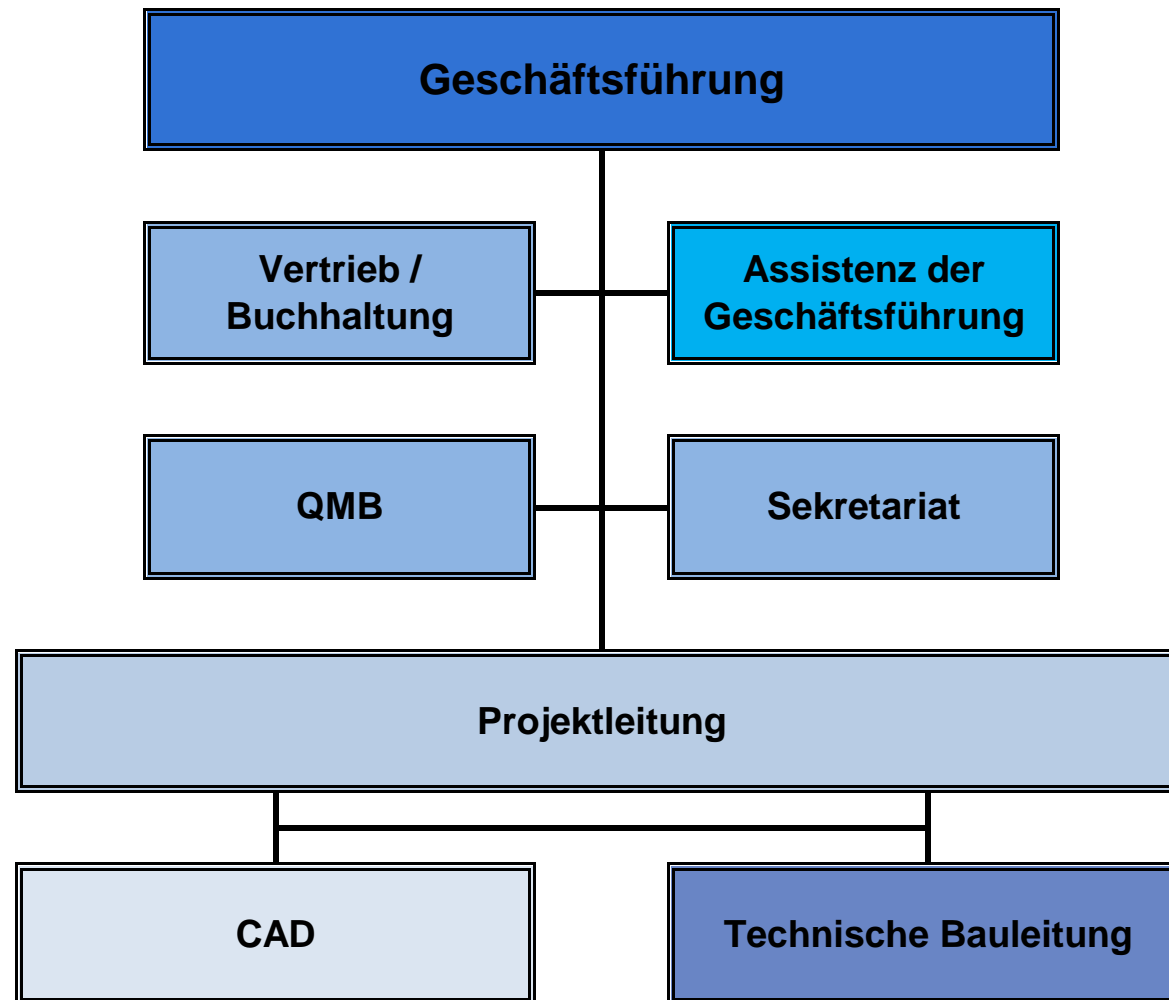 Geschäftsführung
Vertrieb /
Buchhaltung
Assistenz der
Geschäftsführung
QMB
Sekretariat
Projektleitung
CAD
Technische Bauleitung